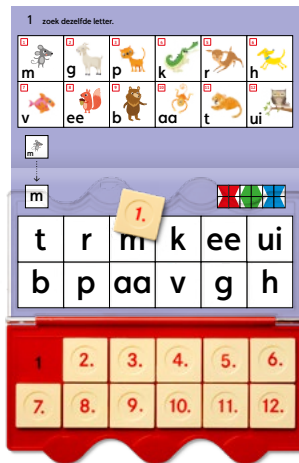 1 zoek dezelfde letter.
1 2 3 4 5 6
m g p k r h
7 8 9 10 11 12
v ee b aa t ui
m
m
1.
t r m k ee ui
b p aa v g h
1 2. 3. 4. 5. 6.
7. 8. 9. 10. 11. 12.